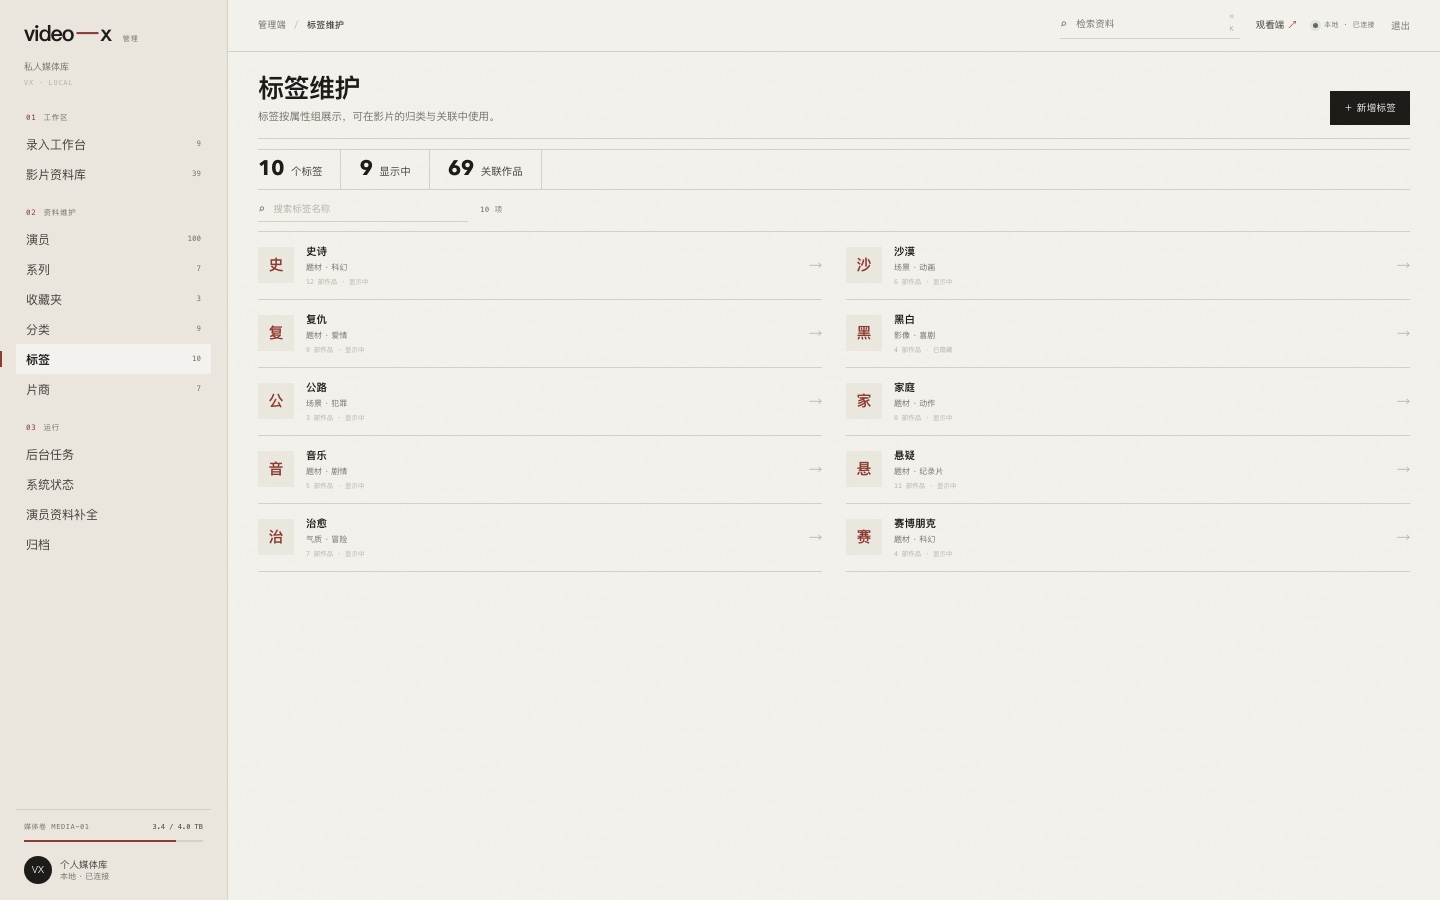 video—x 管理
私人媒体库
VX · LOCAL
01 工作区
录入工作台 9
影片资料库 39
02 资料维护
演员 100
系列 7
收藏夹 3
分类 9
标签 10
片商 7
03 运行
后台任务
系统状态
演员资料补全
归档
媒体卷 MEDIA-01 3.4 / 4.0 TB
VX
个人媒体库
本地 · 已连接
管理端 / 标签维护
检索资料
K
观看端 ↗
本地 · 已连接
退出
标签维护
标签按属性组展示，可在影片的归类与关联中使用。
+ 新增标签
10 个标签
9 显示中
69 关联作品
搜索标签名称
10 项
史
史诗
题材 · 科幻
12 部作品 · 显示中
→
沙
沙漠
场景 · 动画
6 部作品 · 显示中
→
复
复仇
题材 · 爱情
9 部作品 · 显示中
→
黑
黑白
影像 · 喜剧
4 部作品 · 已隐藏
→
公
公路
场景 · 犯罪
3 部作品 · 显示中
→
家
家庭
题材 · 动作
8 部作品 · 显示中
→
音
音乐
题材 · 剧情
5 部作品 · 显示中
→
悬
悬疑
题材 · 纪录片
11 部作品 · 显示中
→
治
治愈
气质 · 冒险
7 部作品 · 显示中
→
赛
赛博朋克
题材 · 科幻
4 部作品 · 显示中
→